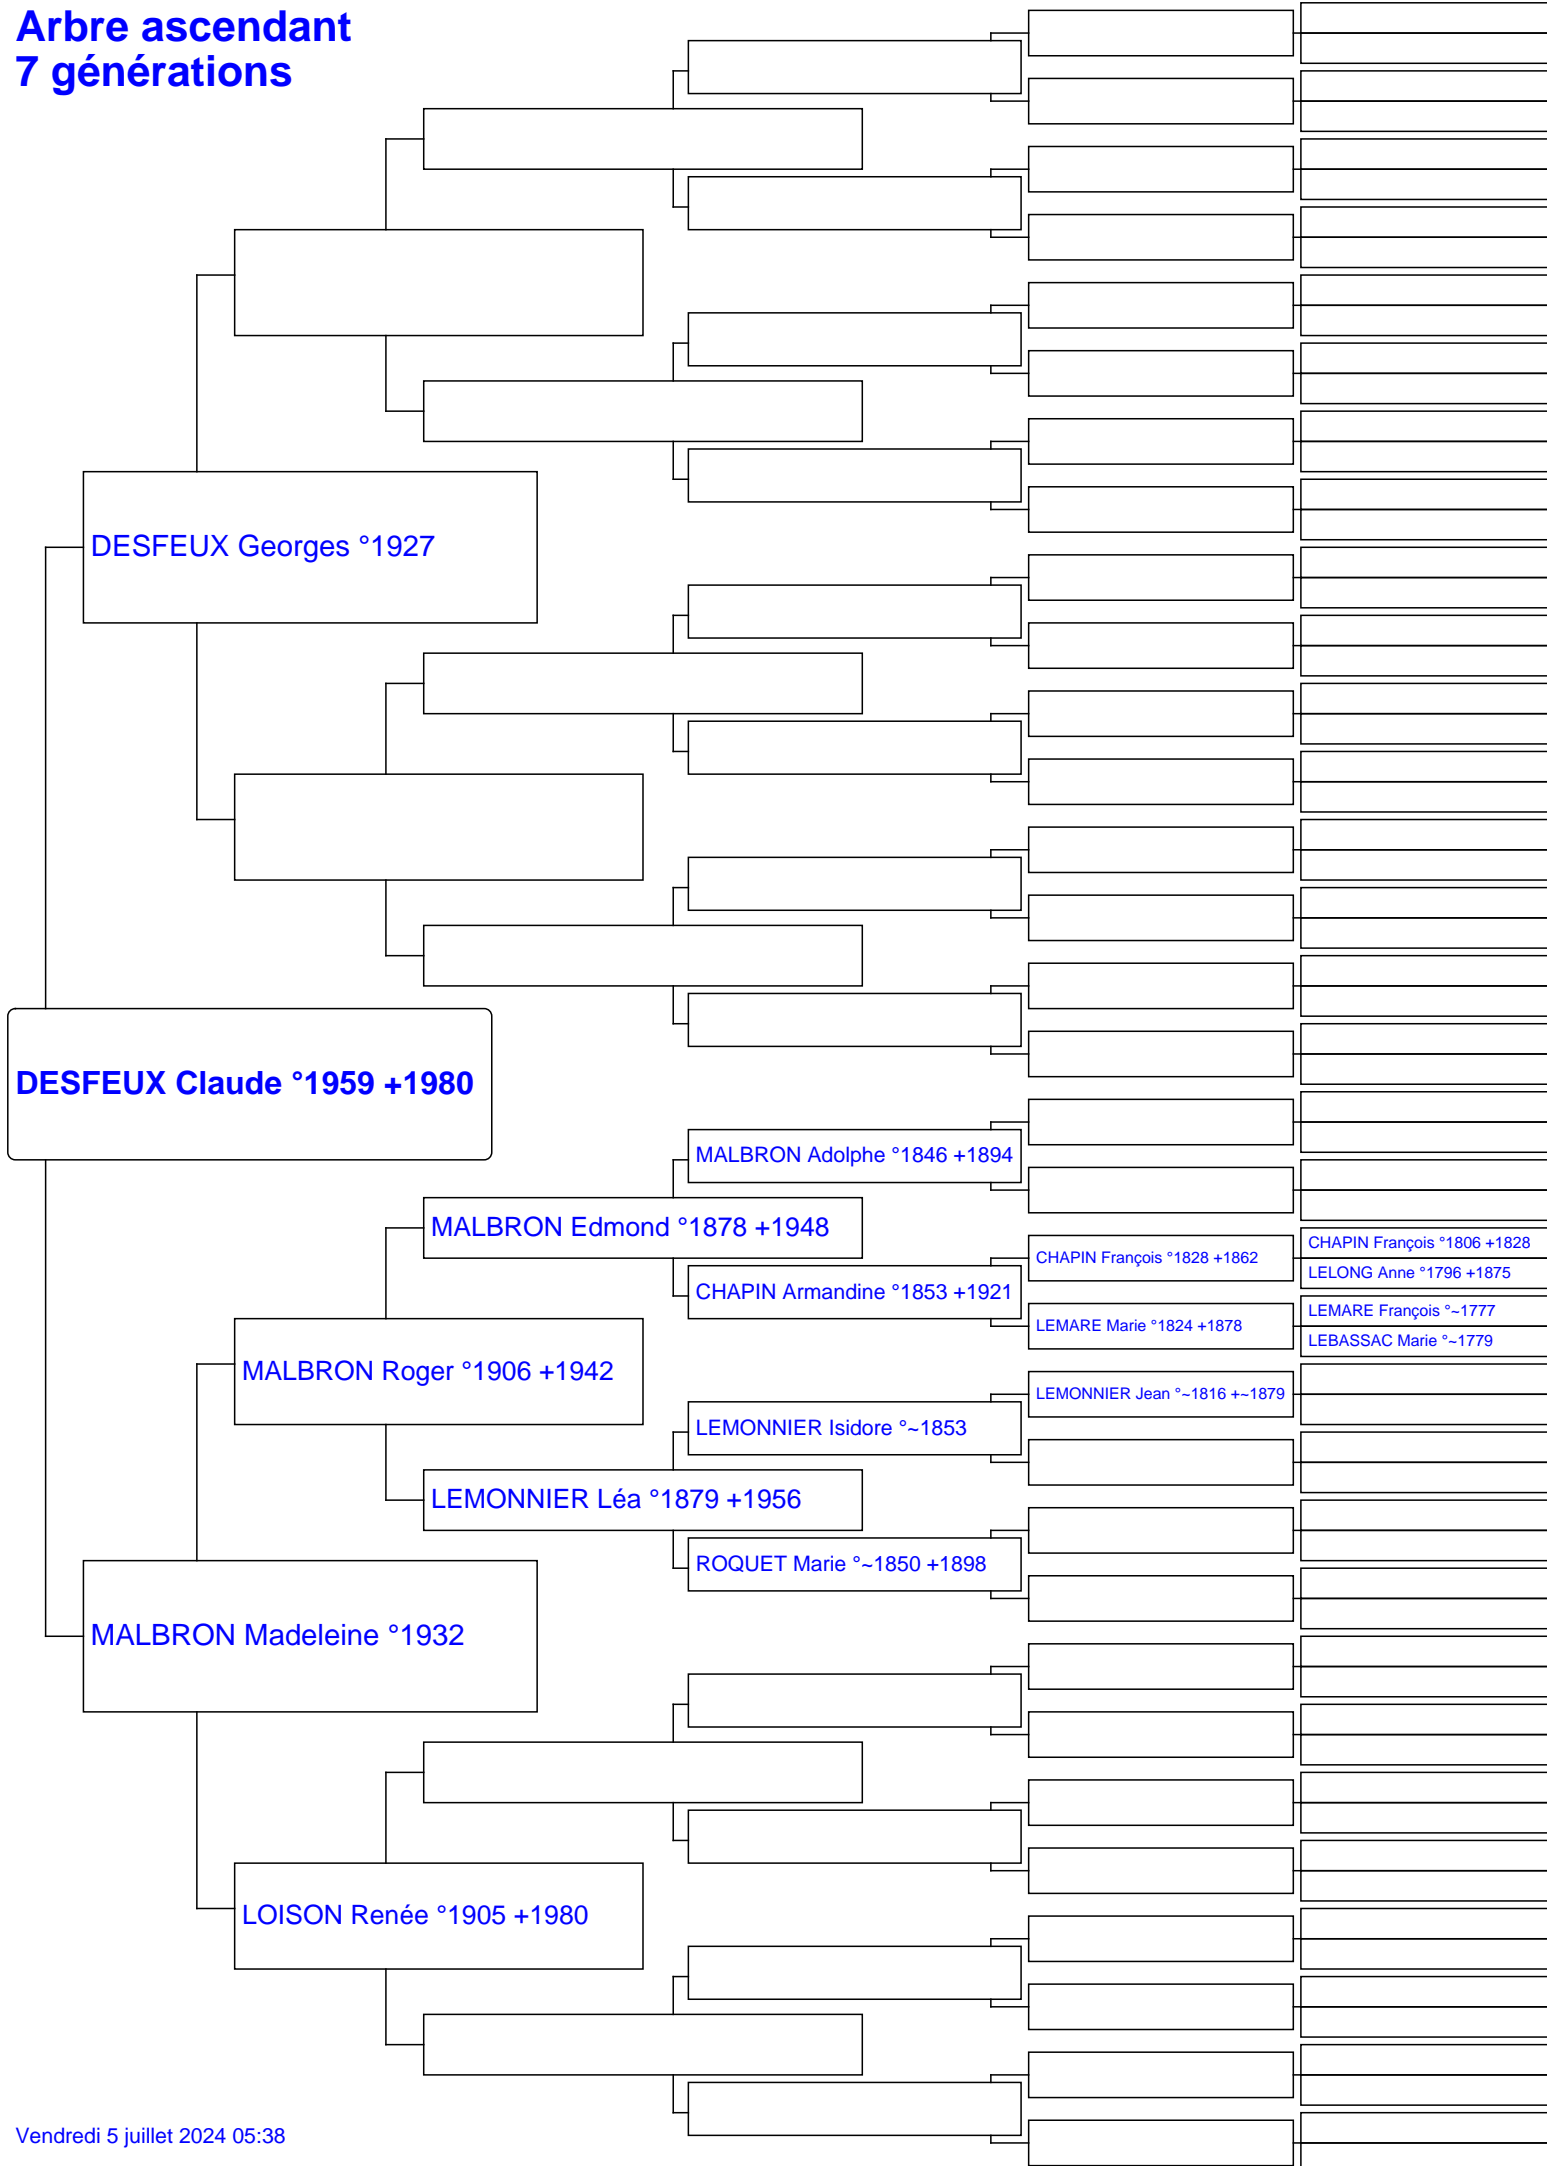 Arbre ascendant
7 générations
DESFEUX Georges °1927
DESFEUX Claude °1959 +1980
MALBRON Adolphe °1846 +1894
MALBRON Edmond °1878 +1948
CHAPIN François °1828 +1862
CHAPIN François °1806 +1828
LELONG Anne °1796 +1875
CHAPIN Armandine °1853 +1921
LEMARE Marie °1824 +1878
LEMARE François °~1777
LEBASSAC Marie °~1779
MALBRON Roger °1906 +1942
LEMONNIER Jean °~1816 +~1879
LEMONNIER Isidore °~1853
LEMONNIER Léa °1879 +1956
ROQUET Marie °~1850 +1898
MALBRON Madeleine °1932
LOISON Renée °1905 +1980
Vendredi 5 juillet 2024 05:38